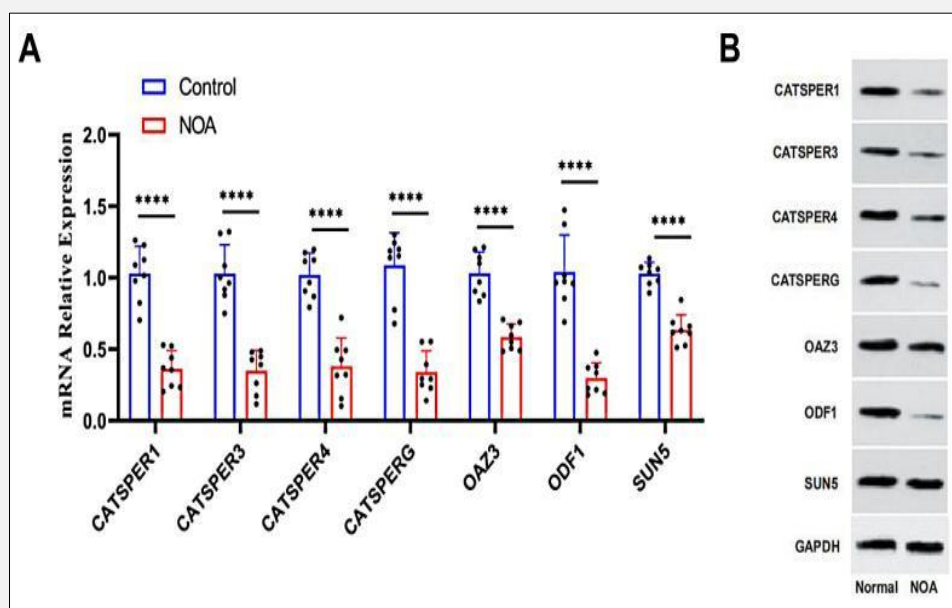 A
Control
NOA
mRNA Relative Expression
2.0
1.5
1.0
0.5
0.0
****
****
****
****
****
****
****
CATSPER1
CATSPER3
CATSPER4
CATSPERG
OAZ3
ODF1
SUN5
B
CATSPER1
CATSPER3
CATSPER4
CATSPERG
OAZ3
ODF1
SUN5
GAPDH
Normal NOA